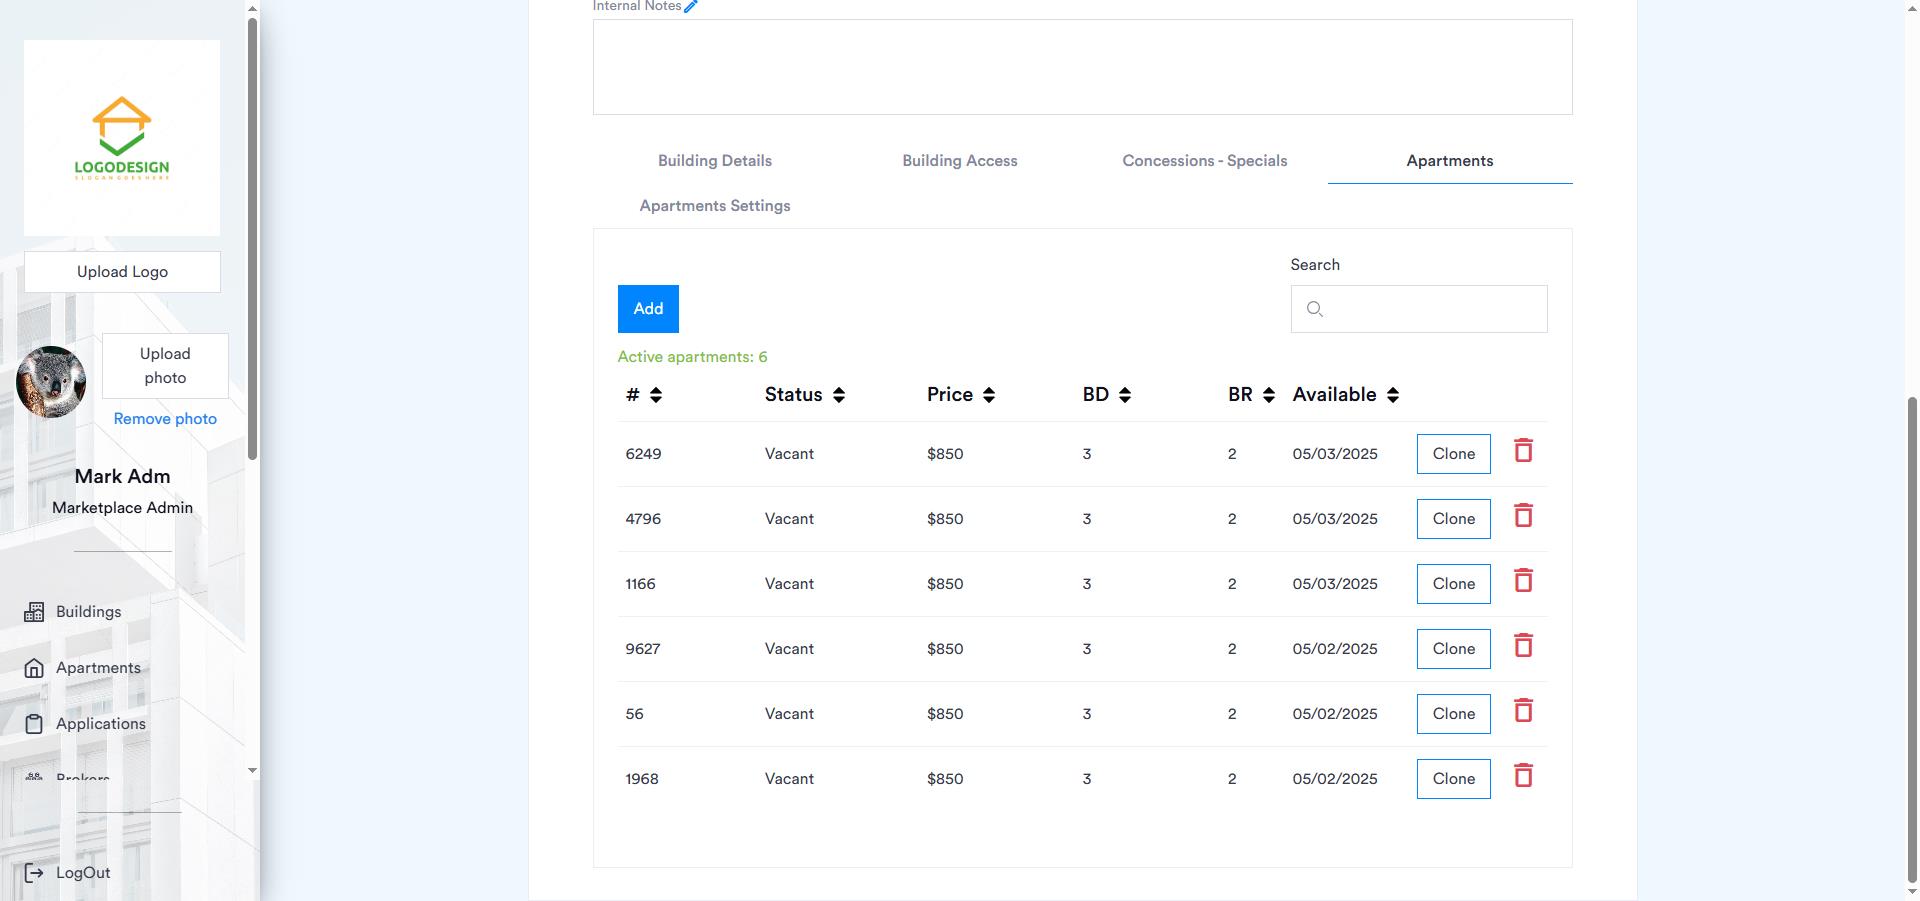 LOGODESIGN
SLOGAN GOES HERE
Upload Logo
Upload photo
Remove photo
Mark Adm
Marketplace Admin
Buildings
Apartments
Applications
Brokers
LogOut
Internal Notes
Building Details
Building Access
Concessions - Specials
Apartments
Apartments Settings
Search
Add
Active apartments: 6
# Status Price BD BR Available
6249 Vacant $850 3 2 05/03/2025 Clone
4796 Vacant $850 3 2 05/03/2025 Clone
1166 Vacant $850 3 2 05/03/2025 Clone
9627 Vacant $850 3 2 05/02/2025 Clone
56 Vacant $850 3 2 05/02/2025 Clone
1968 Vacant $850 3 2 05/02/2025 Clone